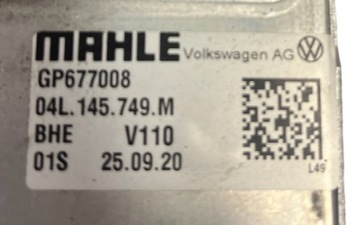 MAHLE Volkswagen AG
GP677008
04L.145.749.M
BHE V110
01S 25.09.20
L49